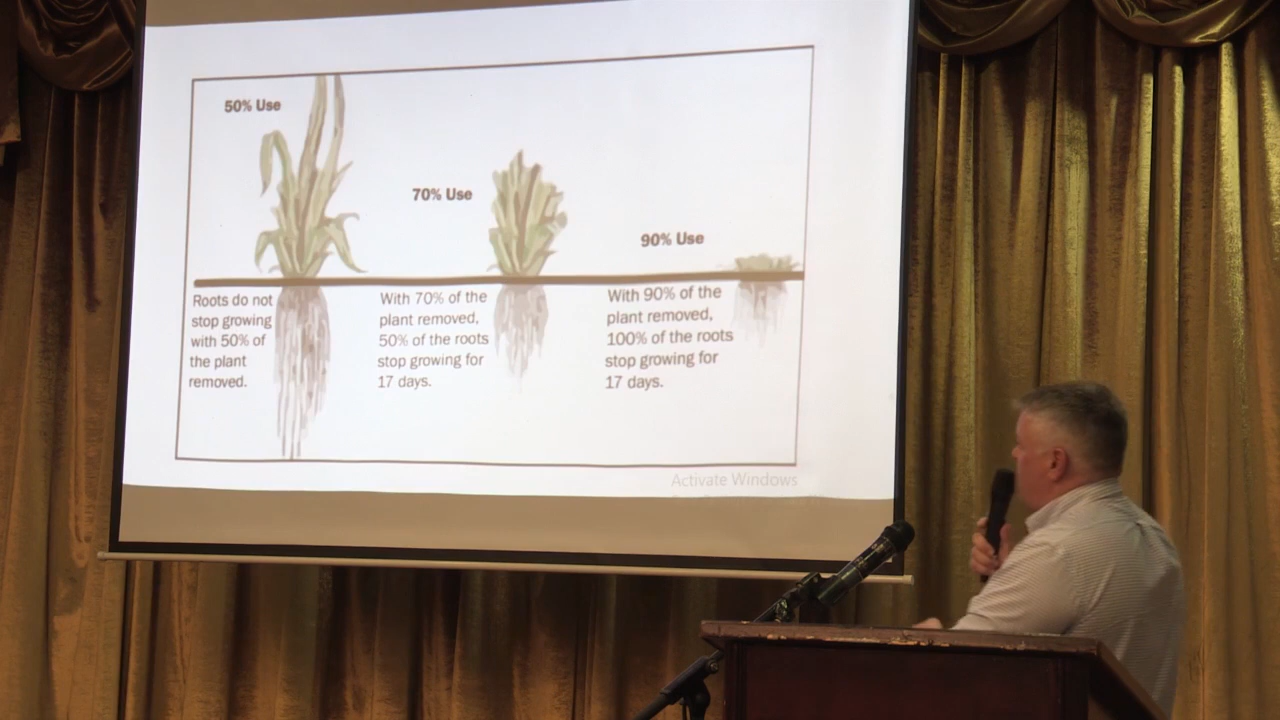 50% Use
70% Use
90% Use
Roots do not
stop growing
with 50% of
the plant
removed.
With 70% of the
plant removed,
50% of the roots
stop growing for
17 days.
With 90% of the
plant removed,
100% of the roots
stop growing for
17 days.
Activate Windows